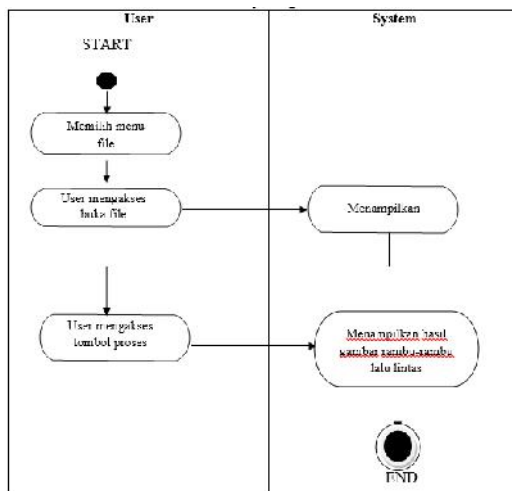 User
System
START
Memilih menu
file
User mengakses
buka file
Menampilkan
User mengakses
tombol proses
Menampilkan hasil
gambar rambu-rambu
lalu lintas
END